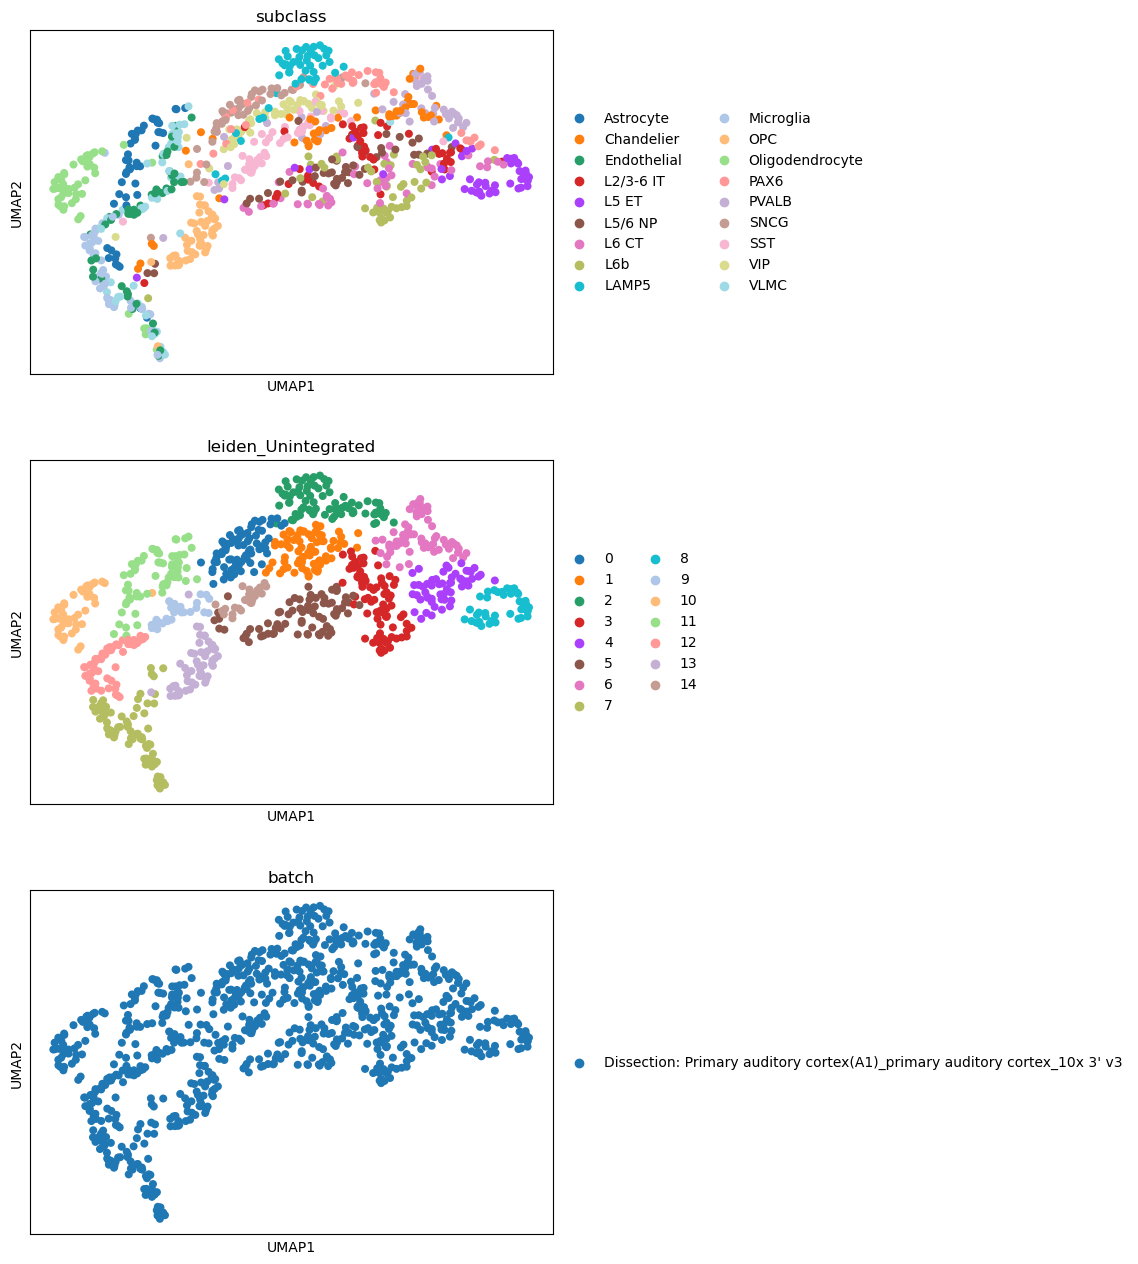 subclass
UMAP2
UMAP1
Astrocyte
Chandelier
Endothelial
L2/3-6 IT
L5 ET
L5/6 NP
L6 CT
L6b
LAMP5
Microglia
OPC
Oligodendrocyte
PAX6
PVALB
SNCG
SST
VIP
VLMC
leiden_Unintegrated
UMAP2
UMAP1
0
1
2
3
4
5
6
7
8
9
10
11
12
13
14
batch
UMAP2
UMAP1
Dissection: Primary auditory cortex(A1)_primary auditory cortex_10x 3' v3